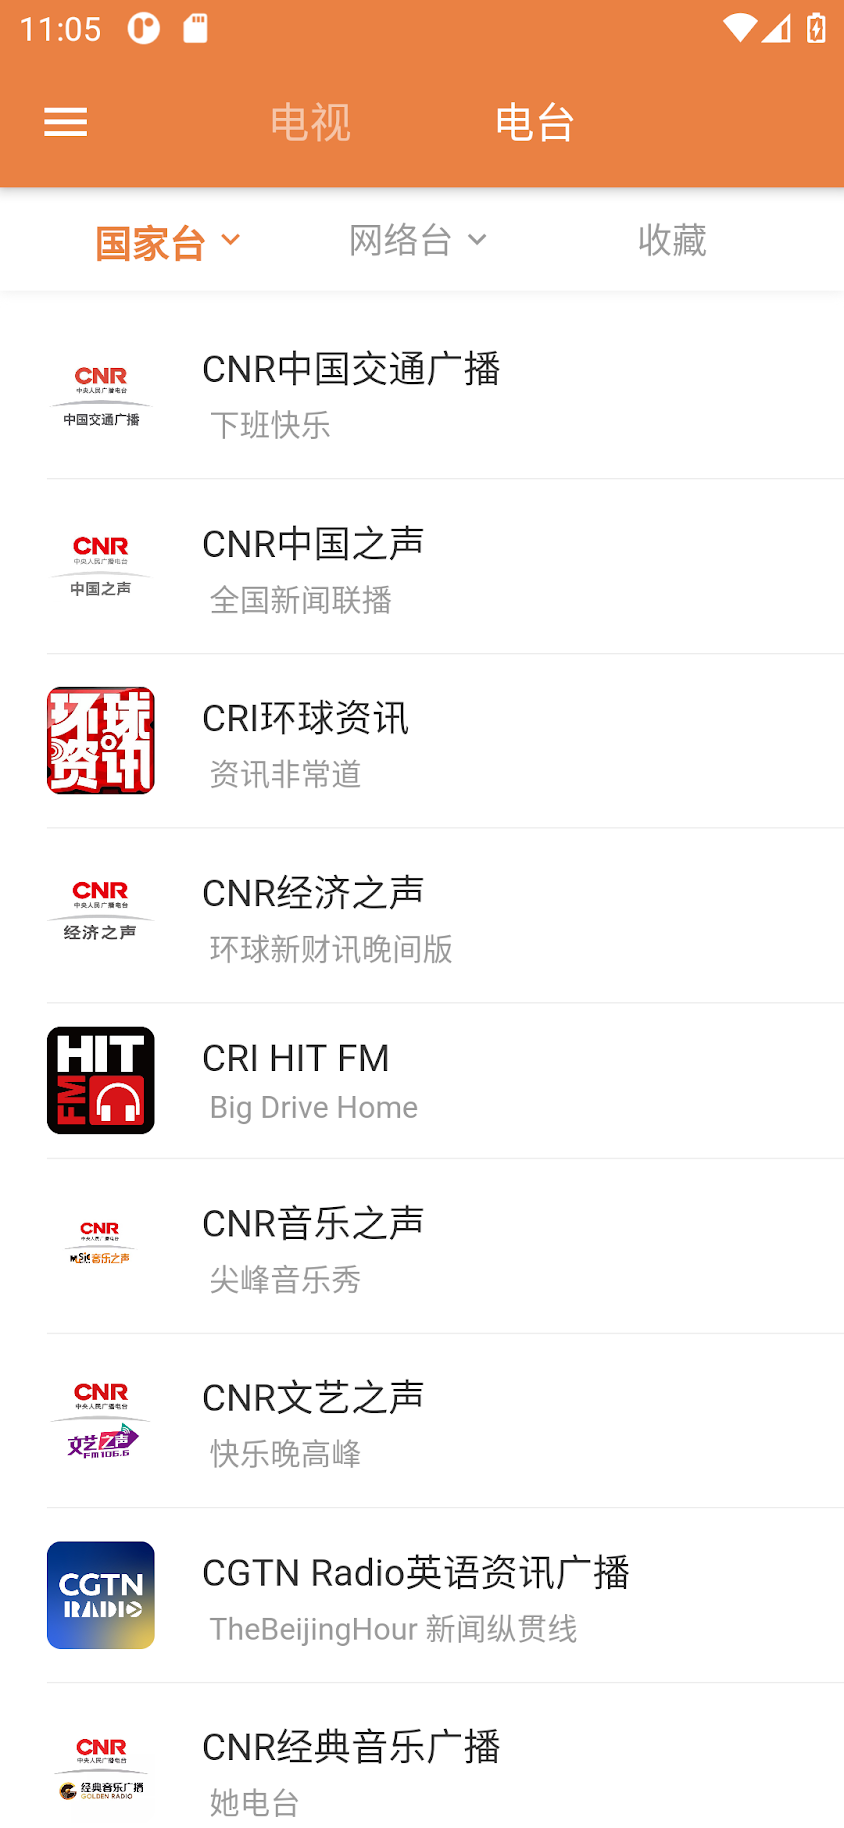 11:05
电视 电台
国家台 网络台 收藏
CNR
中央人民广播电台
中国交通广播
CNR中国交通广播
下班快乐
CNR
中央人民广播电台
中国之声
CNR中国之声
全国新闻联播
环球
资讯
CRI环球资讯
资讯非常道
CNR
中央人民广播电台
经济之声
CNR经济之声
环球新财讯晚间版
HIT
FM
CRI HIT FM
Big Drive Home
CNR
中央人民广播电台
MUSIC音乐之声
CNR音乐之声
尖峰音乐秀
CNR
中央人民广播电台
文艺之声
FM106.6
CNR文艺之声
快乐晚高峰
CGTN
RADIO
CGTN Radio英语资讯广播
TheBeijingHour 新闻纵贯线
CNR
中央人民广播电台
经典音乐广播
GOLDEN RADIO
CNR经典音乐广播
她电台